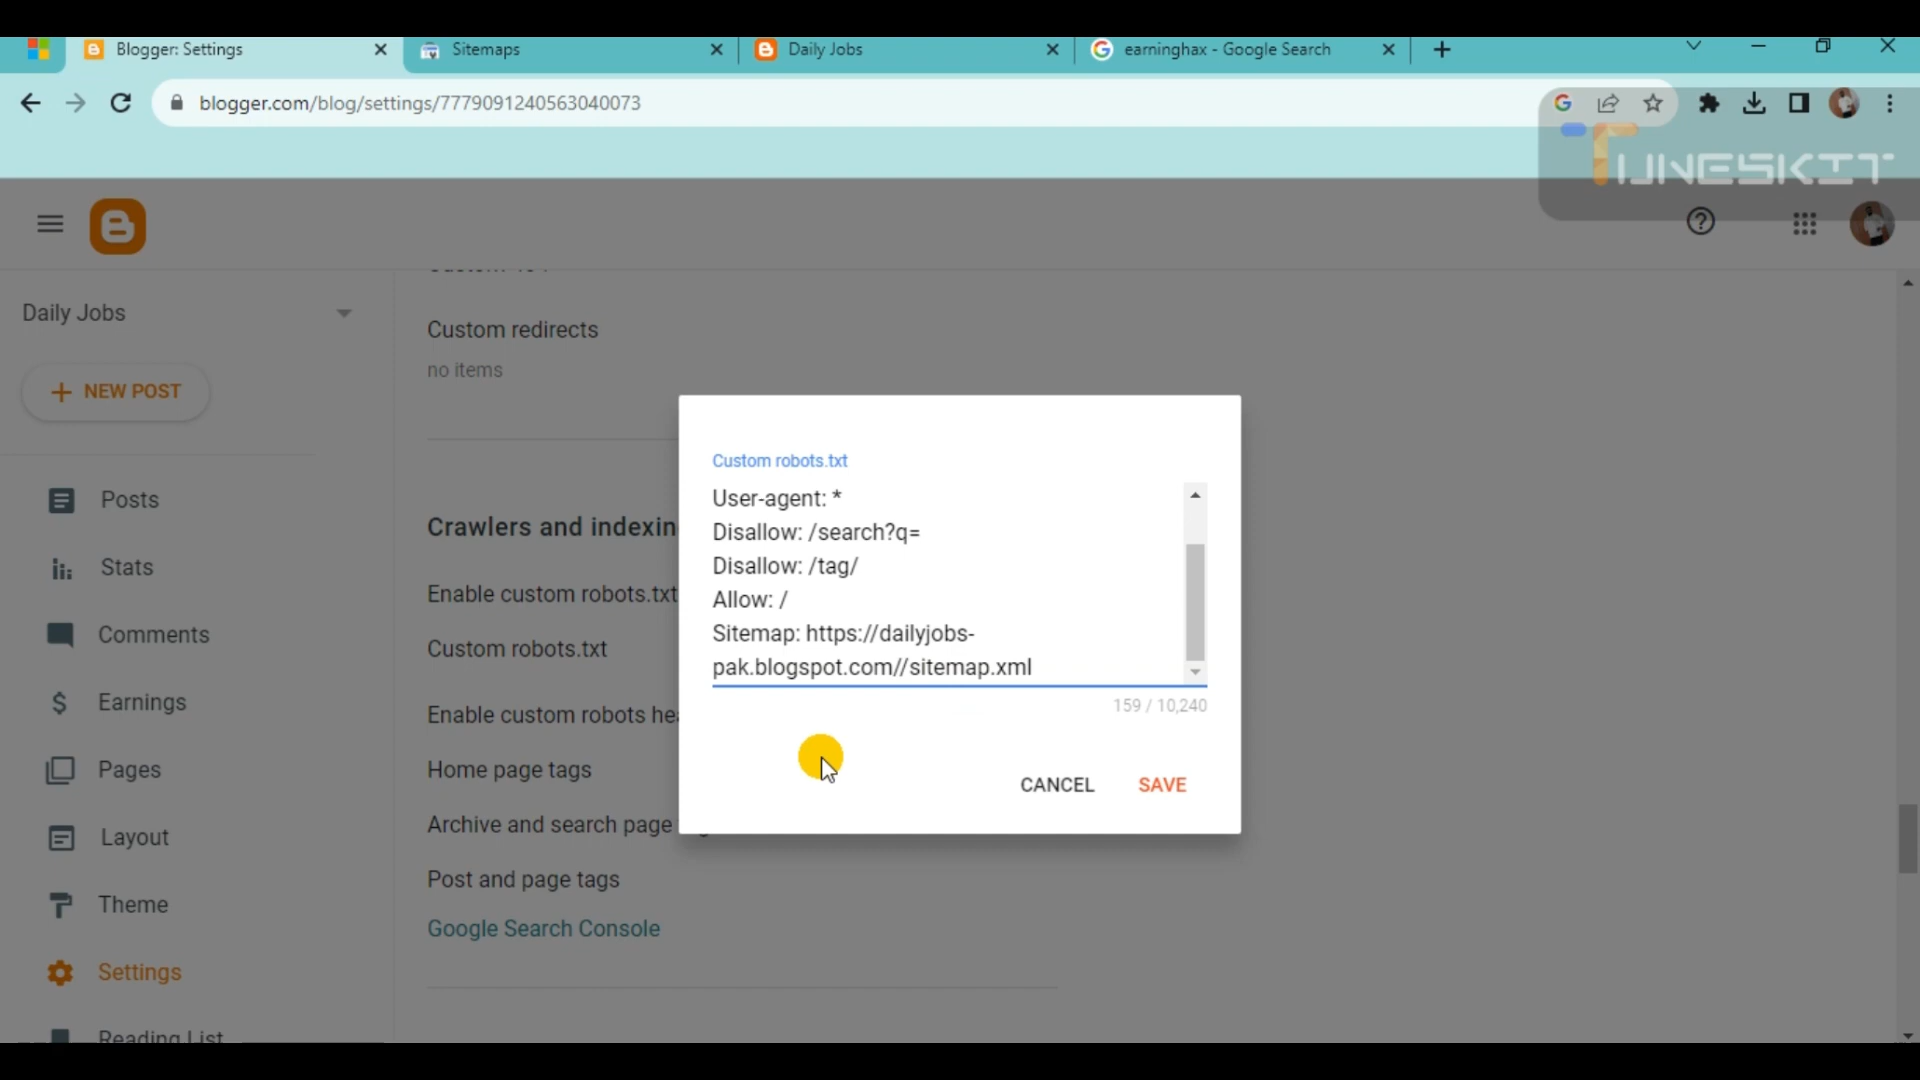 Blogger: Settings
Sitemaps
Daily Jobs
earninghax - Google Search
blogger.com/blog/settings/7779091240563040073
TUNESKIT
Daily Jobs
NEW POST
Posts
Stats
Comments
Earnings
Pages
Layout
Theme
Settings
Reading List
Custom redirects
no items
Crawlers and indexin
Enable custom robots.txt
Custom robots.txt
Enable custom robots hea
Home page tags
Archive and search page
Post and page tags
Google Search Console
Custom robots.txt
User-agent: *
Disallow: /search?q=
Disallow: /tag/
Allow: /
Sitemap: https://dailyjobs-
pak.blogspot.com//sitemap.xml
159 / 10,240
CANCEL
SAVE